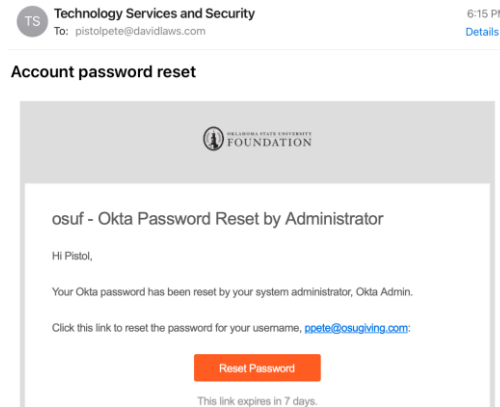 TS
Technology Services and Security
6:15 PM
To: pistolpete@davidlaws.com
Details
Account password reset
OKLAHOMA STATE UNIVERSITY
FOUNDATION
osuf - Okta Password Reset by Administrator
Hi Pistol,
Your Okta password has been reset by your system administrator, Okta Admin.
Click this link to reset the password for your username, ppete@osugiving.com:
Reset Password
This link expires in 7 days.